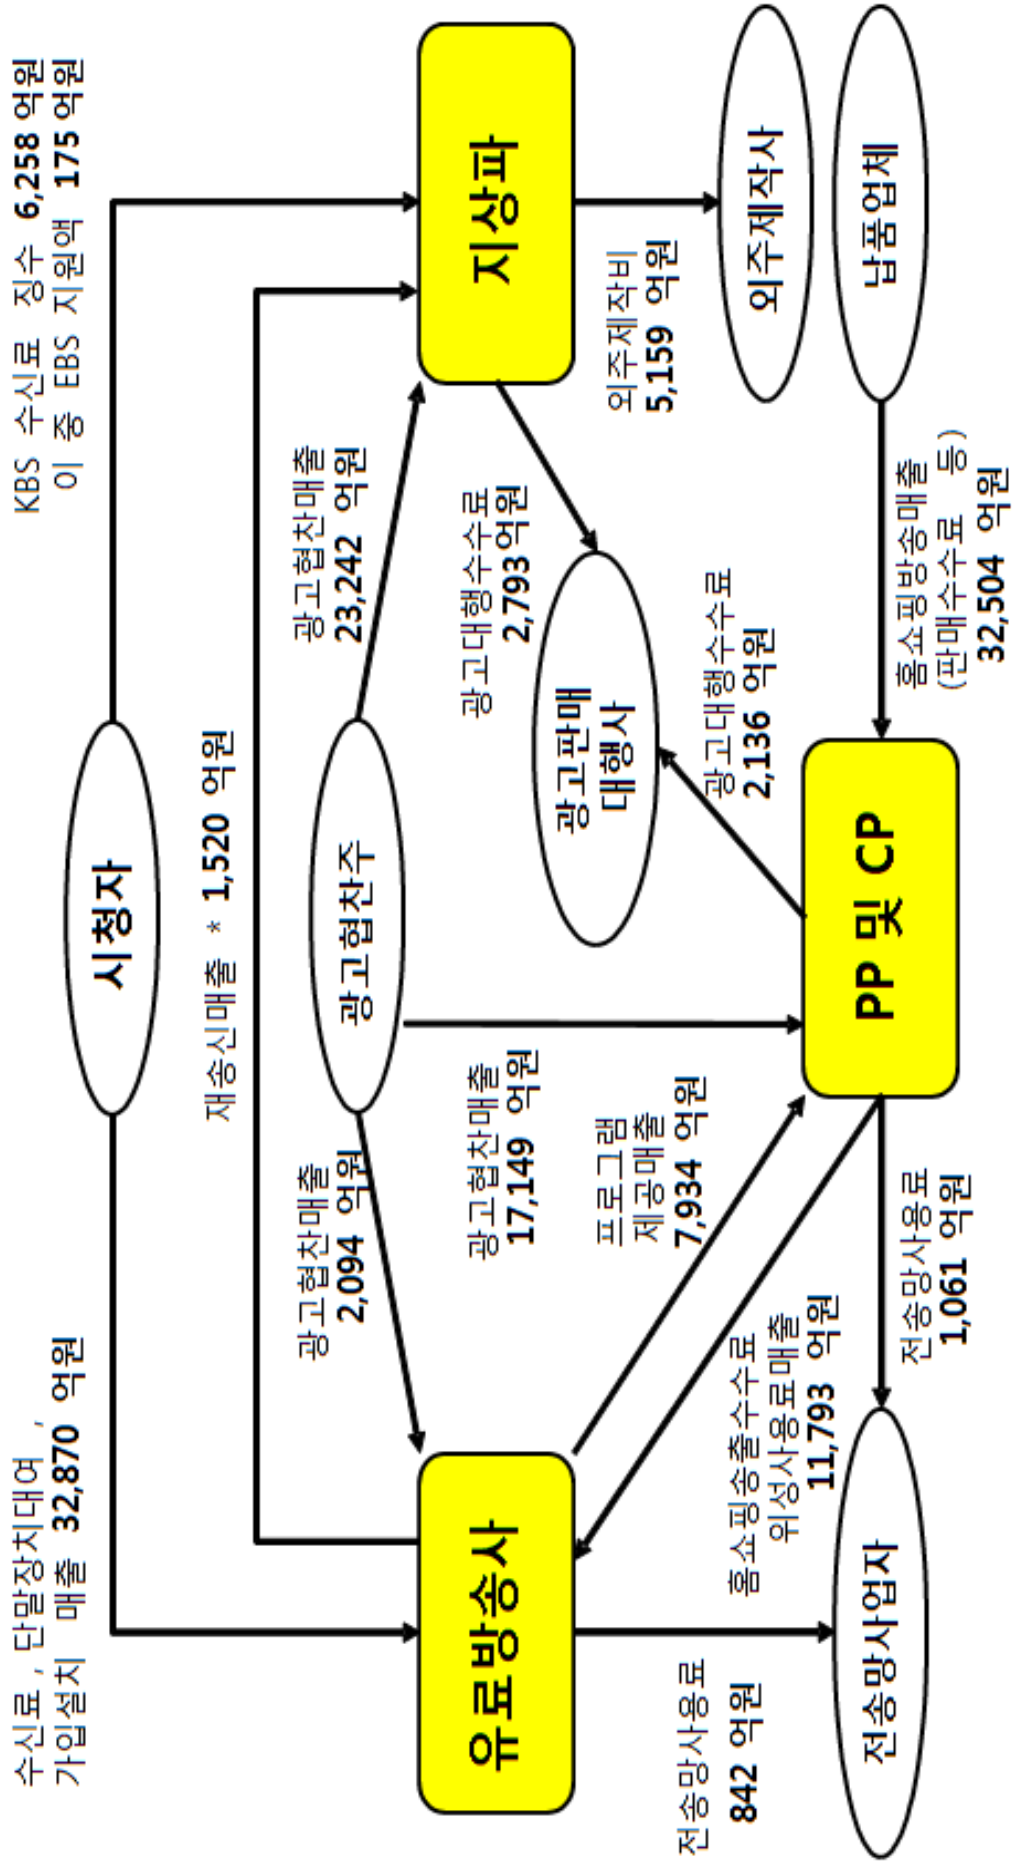 수신료, 단말장치대여,
가입설치 매출 32,870 억원
KBS 수신료 징수 6,258 억원
이 중 EBS 지원액 175 억원
시청자
재송신매출 * 1,520 억원
광고협찬매출
2,094 억원
광고협찬주
광고협찬매출
23,242 억원
유료방송사
지상파
광고협찬매출
17,149 억원
광고대행수수료
2,793 억원
광고판매
대행사
프로그램
제공매출
7,934 억원
외주제작비
5,159 억원
전송망사용료
842 억원
홈쇼핑송출수수료
위성사용료매출
11,793 억원
광고대행수수료
2,136 억원
외주제작사
PP 및 CP
전송망사업자
전송망사용료
1,061 억원
홈쇼핑방송매출
(판매수수료 등)
32,504 억원
납품업체